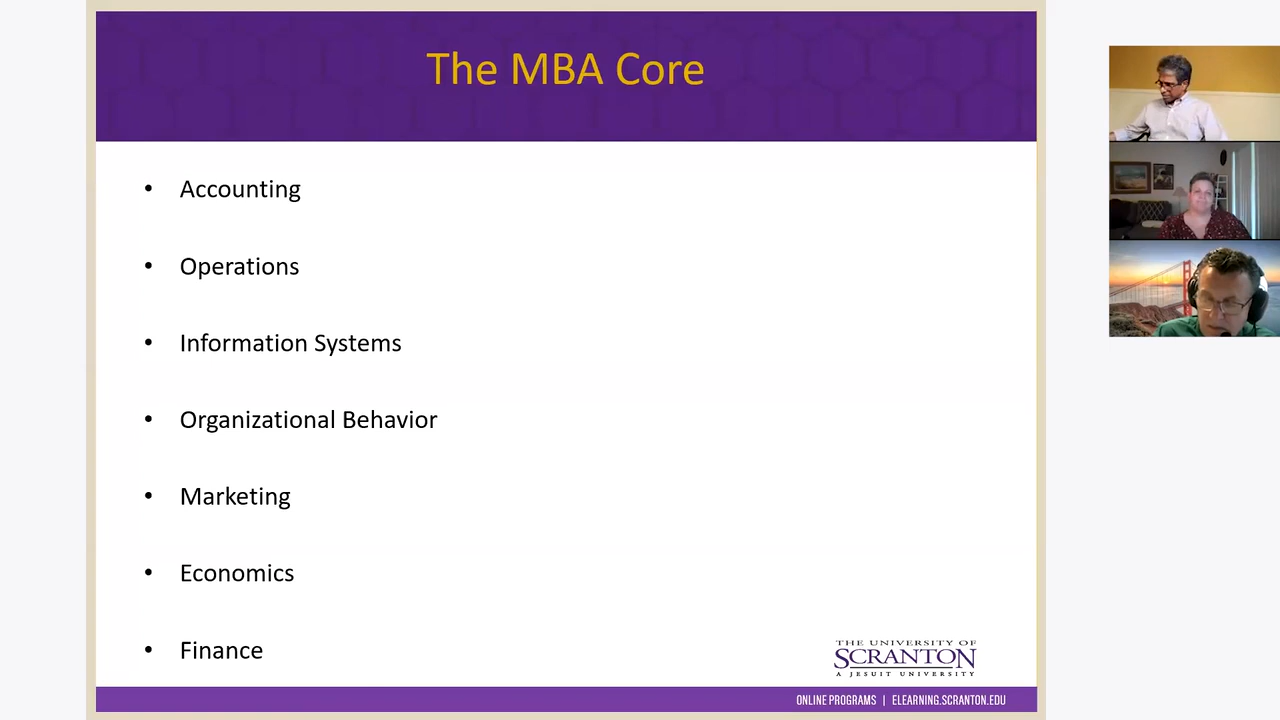 The MBA Core
• Accounting
• Operations
• Information Systems
• Organizational Behavior
• Marketing
• Economics
• Finance
THE UNIVERSITY OF
SCRANTON
A JESUIT UNIVERSITY
ONLINE PROGRAMS | ELEARNING.SCRANTON.EDU